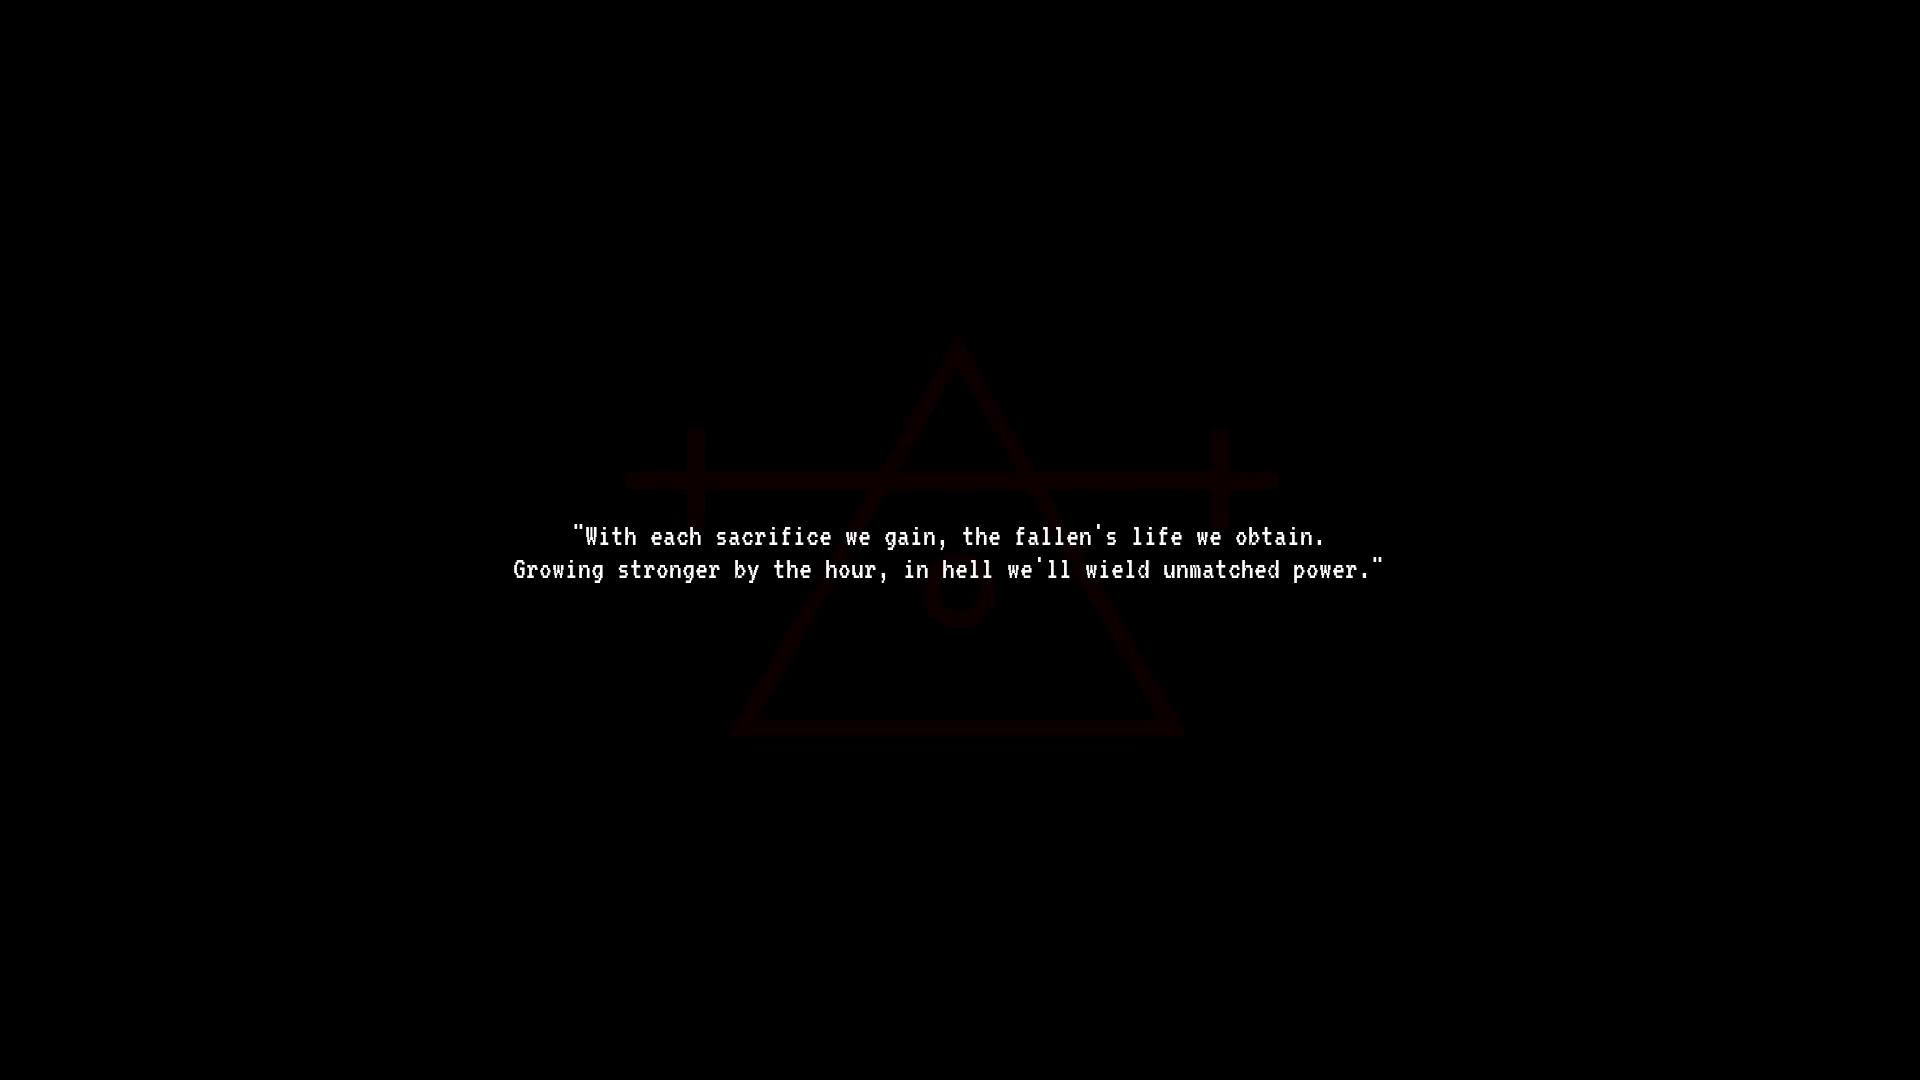 "With each sacrifice we gain, the fallen's life we obtain.
Growing stronger by the hour, in hell we'll wield unmatched power."